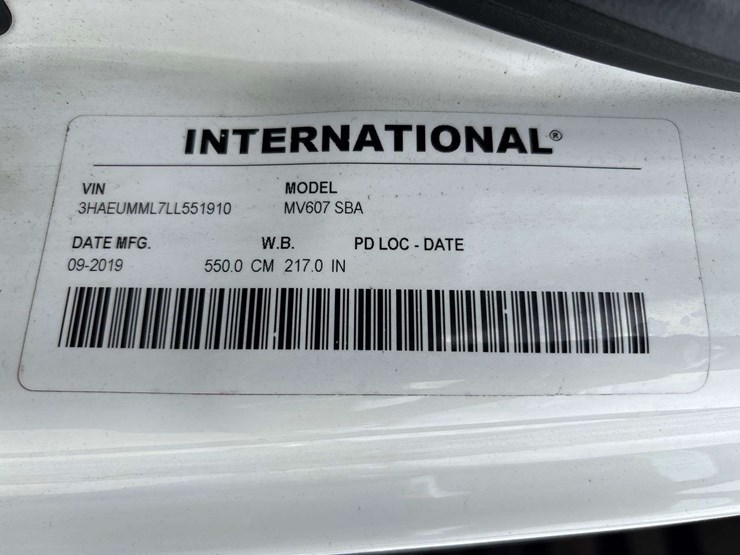 INTERNATIONAL®
VIN MODEL
3HAEUMML7LL551910 MV607 SBA
DATE MFG. W.B. PD LOC - DATE
09-2019 550.0 CM 217.0 IN